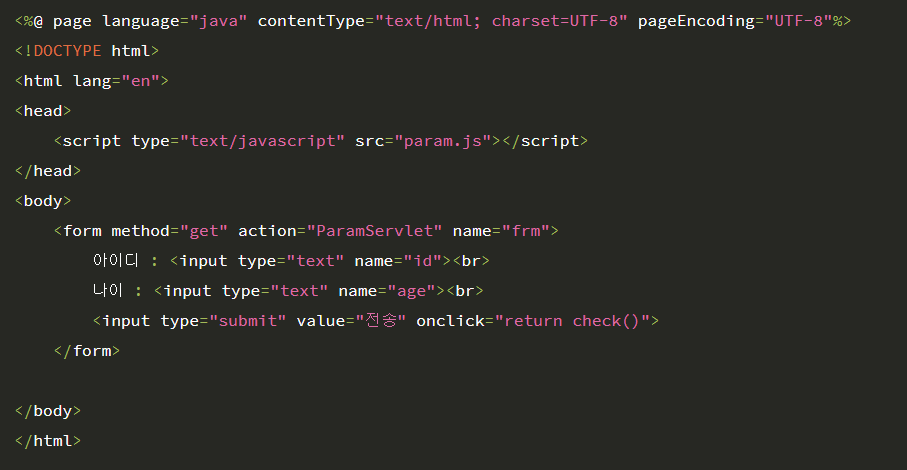 <%@ page language="java" contentType="text/html; charset=UTF-8" pageEncoding="UTF-8"%>
<!DOCTYPE html>
<html lang="en">
<head>
    <script type="text/javascript" src="param.js"></script>
</head>
<body>
    <form method="get" action="ParamServlet" name="frm">
        아이디 : <input type="text" name="id"><br>
        나이 : <input type="text" name="age"><br>
        <input type="submit" value="전송" onclick="return check()">
    </form>

</body>
</html>